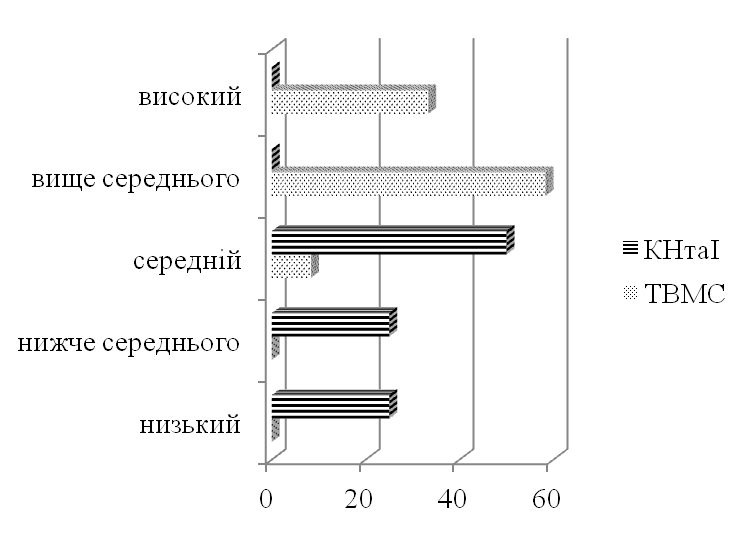 високий
вище середнього
середній
нижче середнього
низький
0 20 40 60
КНтаІ
ТВМС